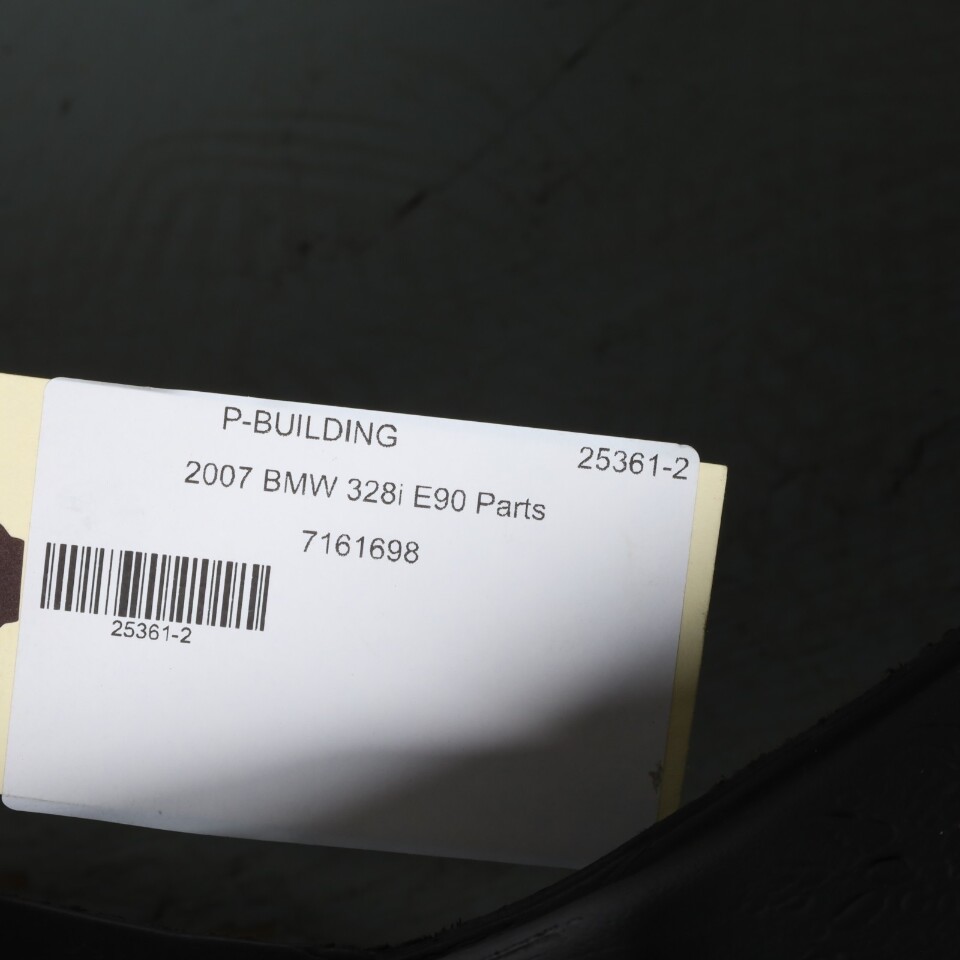 P-BUILDING
25361-2
2007 BMW 328i E90 Parts
7161698
25361-2